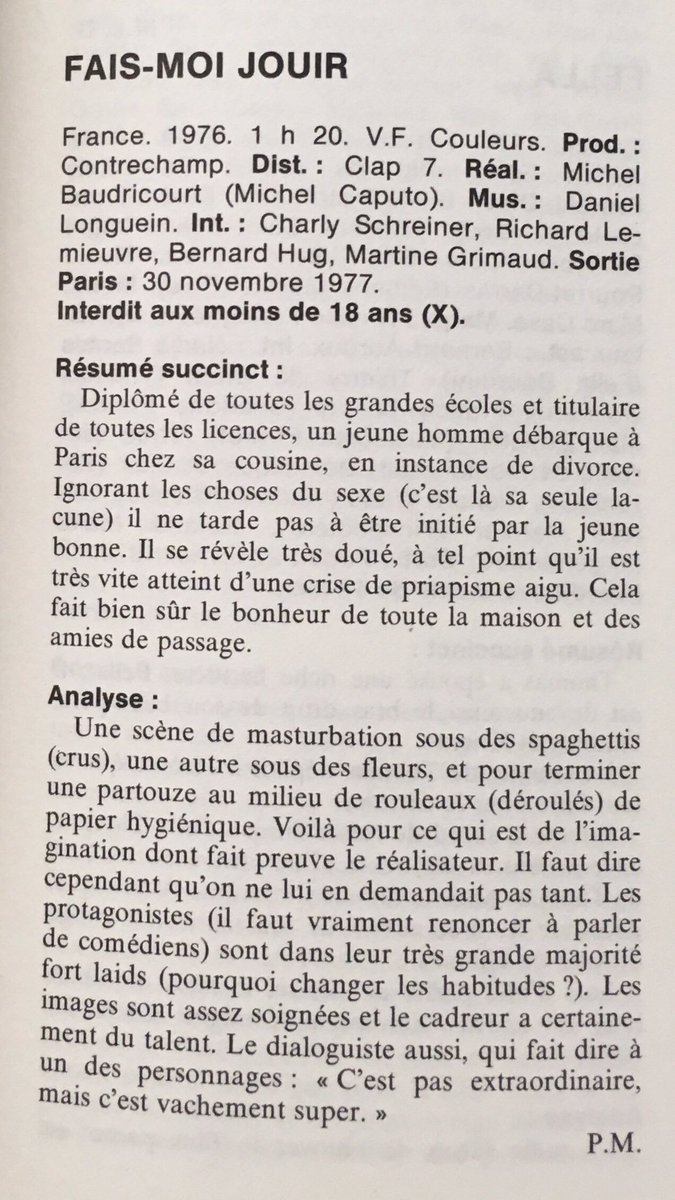 FAIS-MOI JOUIR
France. 1976. 1 h 20. V.F. Couleurs. Prod. :
Contrechamp. Dist. : Clap 7. Réal. : Michel
Baudricourt (Michel Caputo). Mus. : Daniel
Longuein. Int. : Charly Schreiner, Richard Le-
mieuvre, Bernard Hug, Martine Grimaud. Sortie
Paris : 30 novembre 1977.
Interdit aux moins de 18 ans (X).
Résumé succinct :
Diplômé de toutes les grandes écoles et titulaire
de toutes les licences, un jeune homme débarque à
Paris chez sa cousine, en instance de divorce.
Ignorant les choses du sexe (c'est là sa seule la-
cune) il ne tarde pas à être initié par la jeune
bonne. Il se révèle très doué, à tel point qu'il est
très vite atteint d'une crise de priapisme aigu. Cela
fait bien sûr le bonheur de toute la maison et des
amies de passage.
Analyse :
Une scène de masturbation sous des spaghettis
(crus), une autre sous des fleurs, et pour terminer
une partouze au milieu de rouleaux (déroulés) de
papier hygiénique. Voilà pour ce qui est de l'ima-
gination dont fait preuve le réalisateur. Il faut dire
cependant qu'on ne lui en demandait pas tant. Les
protagonistes (il faut vraiment renoncer à parler
de comédiens) sont dans leur très grande majorité
fort laids (pourquoi changer les habitudes ?). Les
images sont assez soignées et le cadreur a certaine-
ment du talent. Le dialoguiste aussi, qui fait dire à
un des personnages : « C'est pas extraordinaire,
mais c'est vachement super. »
P.M.